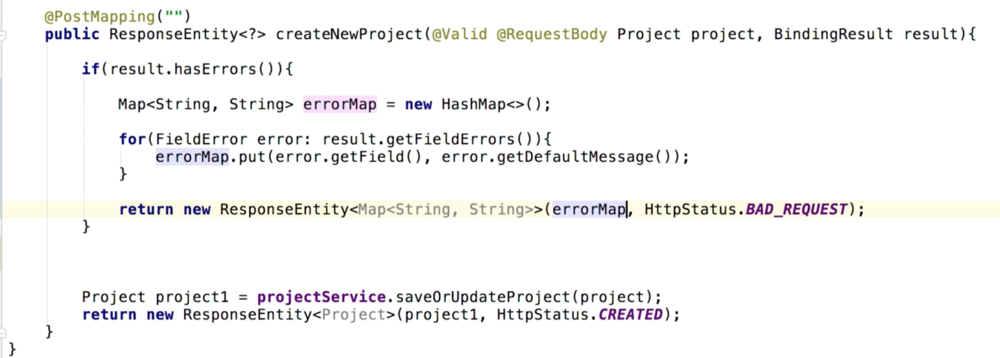 @PostMapping("")
public ResponseEntity<?> createNewProject(@Valid @RequestBody Project project, BindingResult result){
if(result.hasErrors()){
Map<String, String> errorMap = new HashMap<>();
for(FieldError error: result.getFieldErrors()){
errorMap.put(error.getField(), error.getDefaultMessage());
}
return new ResponseEntity<Map<String, String>>(errorMap, HttpStatus.BAD_REQUEST);
}
Project project1 = projectService.saveOrUpdateProject(project);
return new ResponseEntity<Project>(project1, HttpStatus.CREATED);
}
}